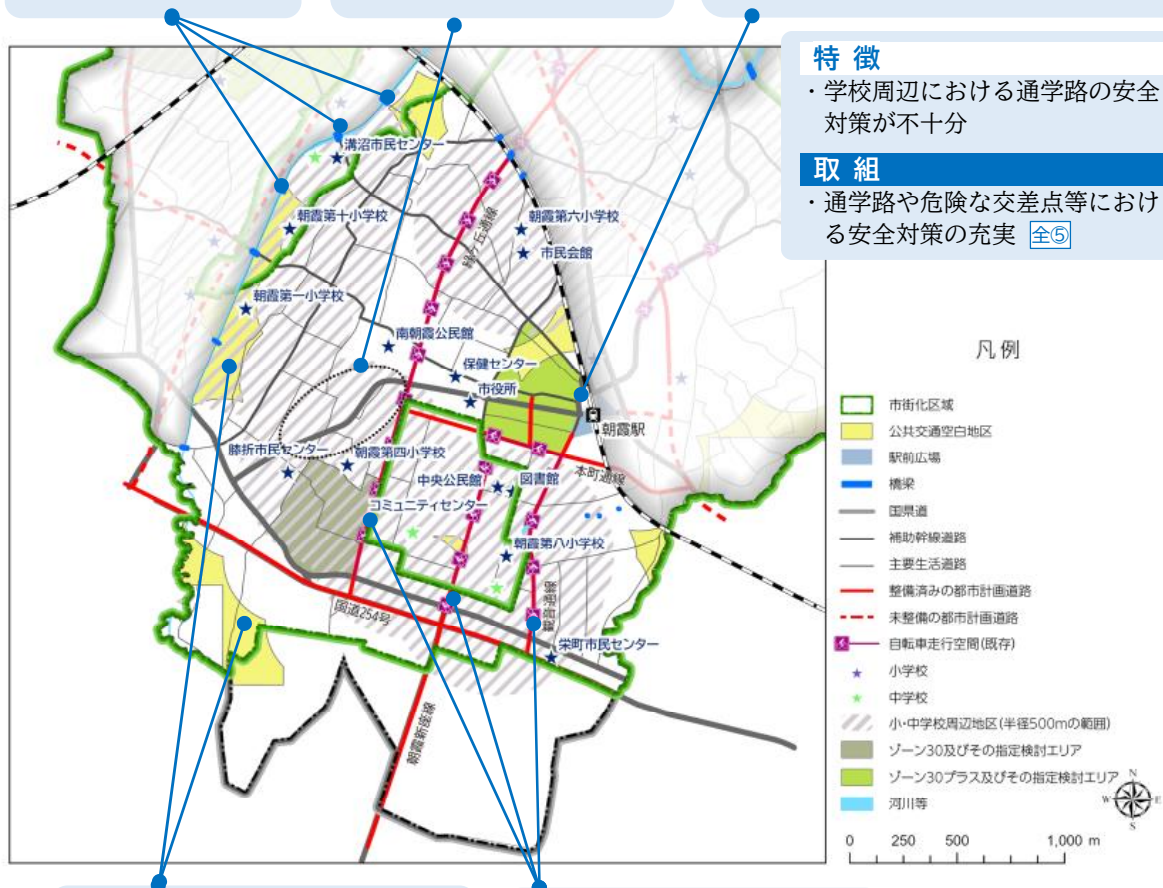 特 徴
・学校周辺における通学路の安全
対策が不十分
取 組
・通学路や危険な交差点等におけ
る安全対策の充実 全⑤
溝沼市民センター
朝霞第十小学校
朝霞第六小学校
市民会館
緑ケ丘通線
朝霞第一小学校
南朝霞公民館
保健センター
市役所
朝霞駅
膝折市民センター
朝霞第四小学校
中央公民館
図書館
本町通線
コミュニティセンター
朝霞第八小学校
国道254号
観音通線
栄町市民センター
朝霞新座線
凡例
市街化区域
公共交通空白地区
駅前広場
橋梁
国県道
補助幹線道路
主要生活道路
整備済みの都市計画道路
未整備の都市計画道路
自転車走行空間(既存)
小学校
中学校
小・中学校周辺地区(半径500mの範囲)
ゾーン30及びその指定検討エリア
ゾーン30プラス及びその指定検討エリア
河川等
N
W E
S
0 250 500 1,000 m